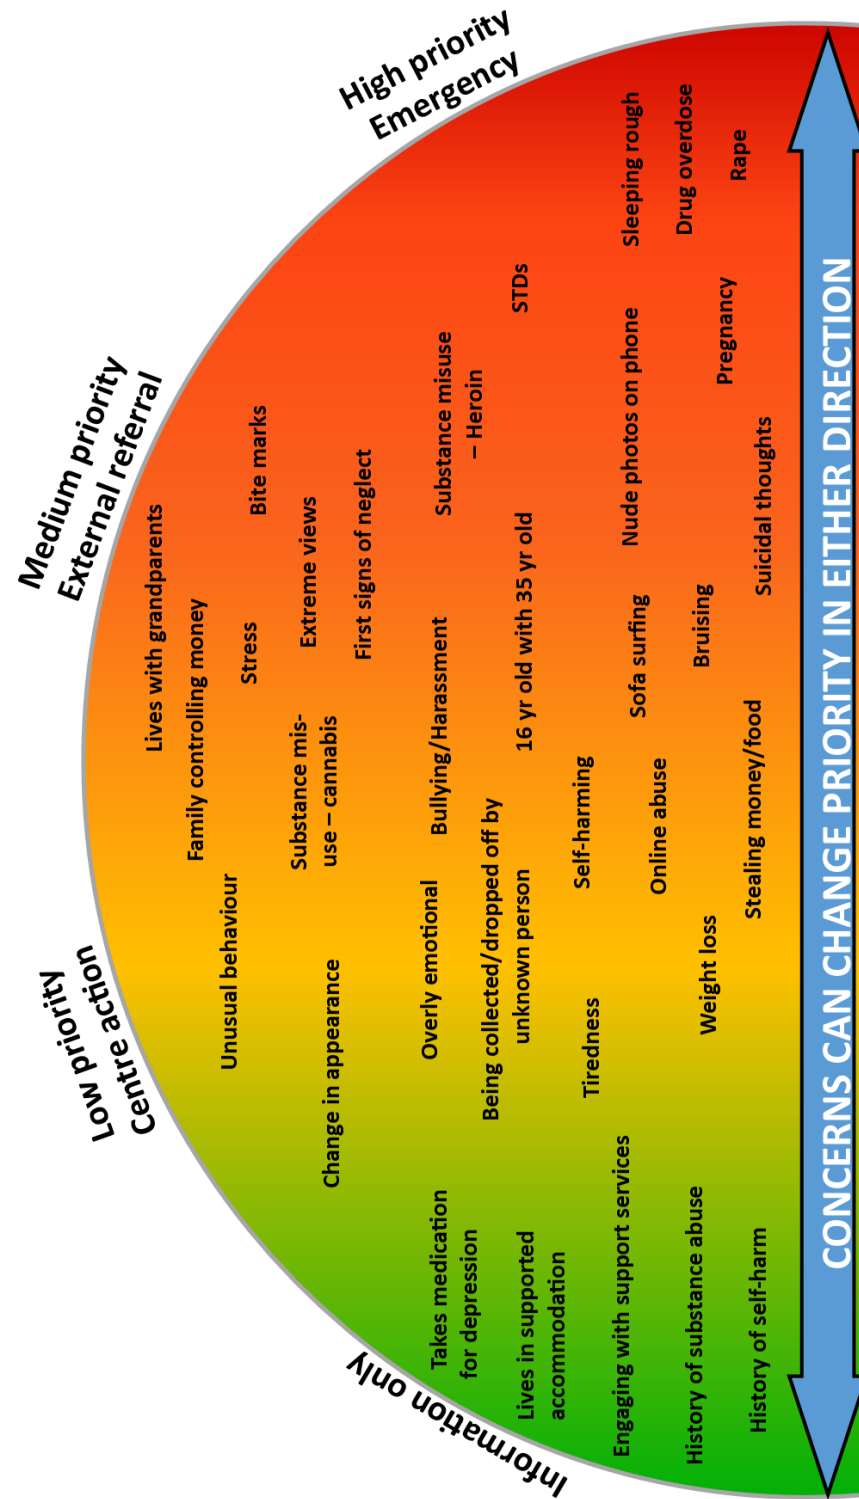 Information only
Low priority
Centre action
Medium priority
External referral
High priority
Emergency
Lives with grandparents
Family controlling money
Unusual behaviour
Stress
Bite marks
Substance mis-
use – cannabis
Extreme views
Change in appearance
First signs of neglect
Takes medication
for depression
Overly emotional
Bullying/Harassment
Substance misuse
– Heroin
Being collected/dropped off by
unknown person
Lives in supported
accommodation
16 yr old with 35 yr old
STDs
Tiredness
Self-harming
Engaging with support services
Sofa surfing
Nude photos on phone
Sleeping rough
Online abuse
History of substance abuse
Weight loss
Bruising
Drug overdose
Pregnancy
Rape
History of self-harm
Stealing money/food
Suicidal thoughts
CONCERNS CAN CHANGE PRIORITY IN EITHER DIRECTION